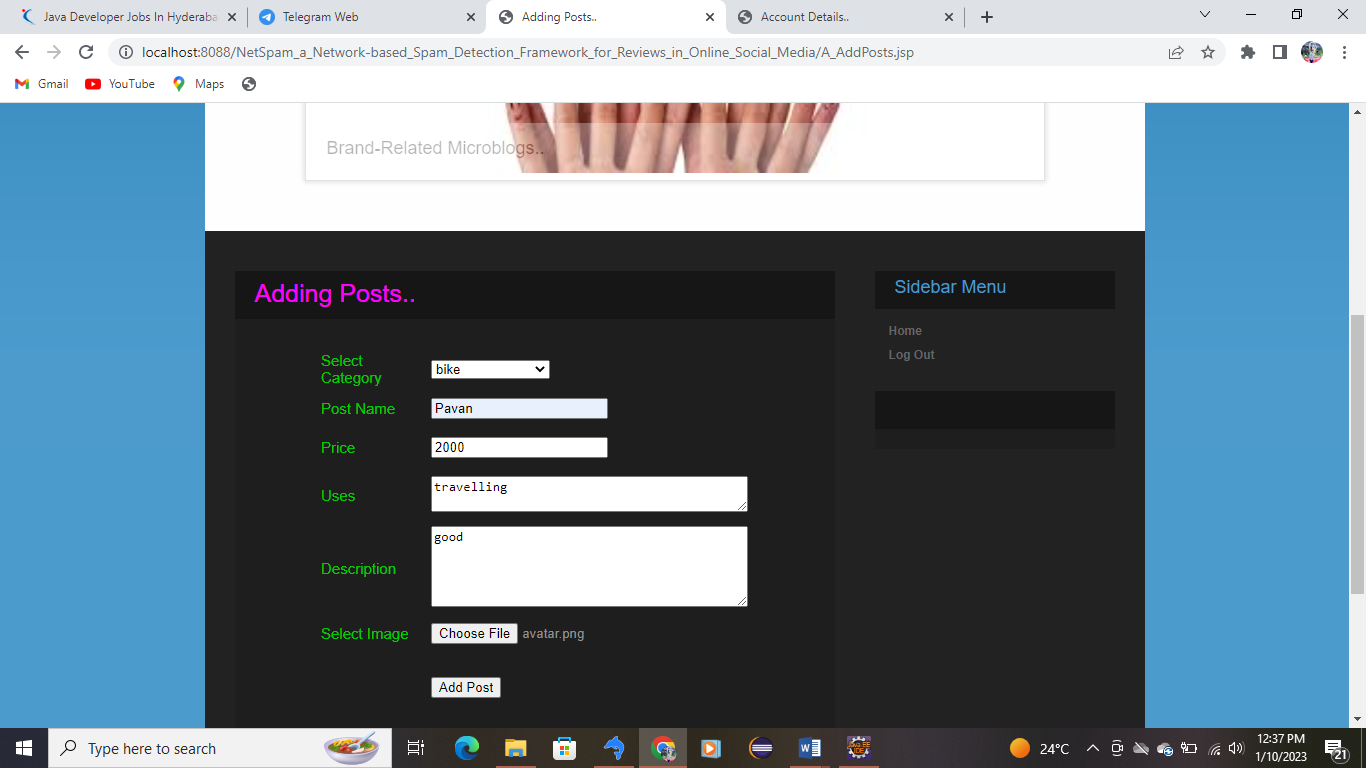 Java Developer Jobs In Hyderaba
Telegram Web
Adding Posts..
Account Details..
localhost:8088/NetSpam_a_Network-based_Spam_Detection_Framework_for_Reviews_in_Online_Social_Media/A_AddPosts.jsp
Gmail
YouTube
Maps
Brand-Related Microblogs..
Adding Posts..
Sidebar Menu
Home
Log Out
Select
Category
bike
Post Name
Pavan
Price
2000
Uses
travelling
Description
good
Select Image
Choose File avatar.png
Add Post
Type here to search
24°C
12:37 PM
1/10/2023
21